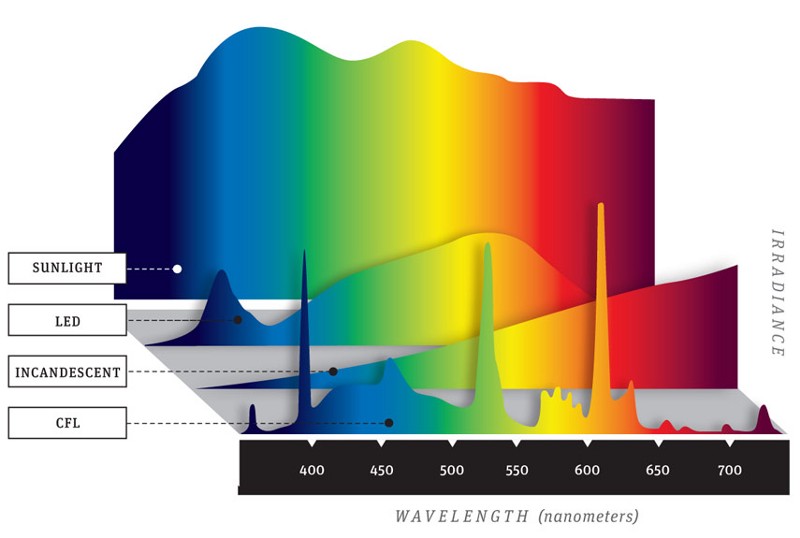 SUNLIGHT
LED
INCANDESCENT
CFL
IRRADIANCE
400 450 500 550 600 650 700
WAVELENGTH (nanometers)